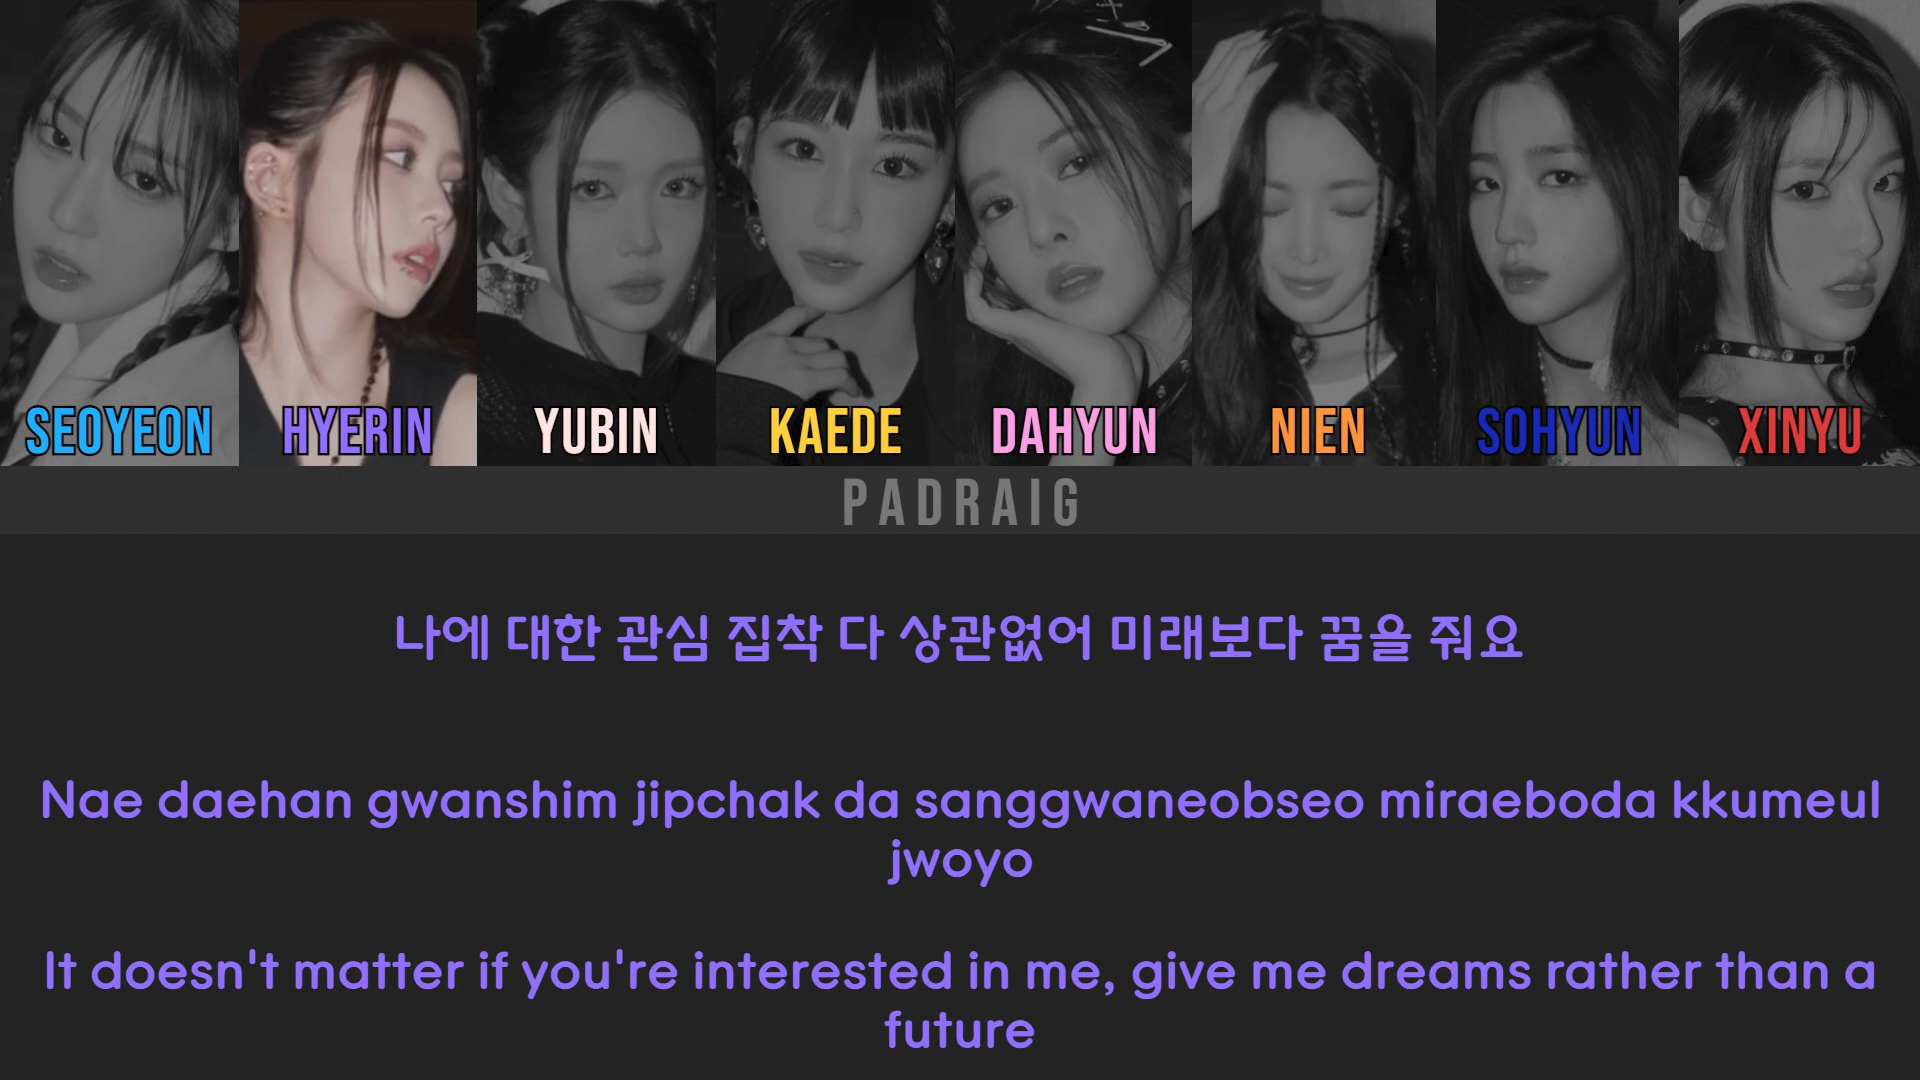 SEOYEON HYERIN YUBIN KAEDE DAHYUN NIEN SOHYUN XINYU
PADRAIG
나에 대한 관심 집착 다 상관없어 미래보다 꿈을 줘요
Nae daehan gwanshim jipchak da sanggwaneobseo miraeboda kkumeul
jwoyo
It doesn't matter if you're interested in me, give me dreams rather than a
future